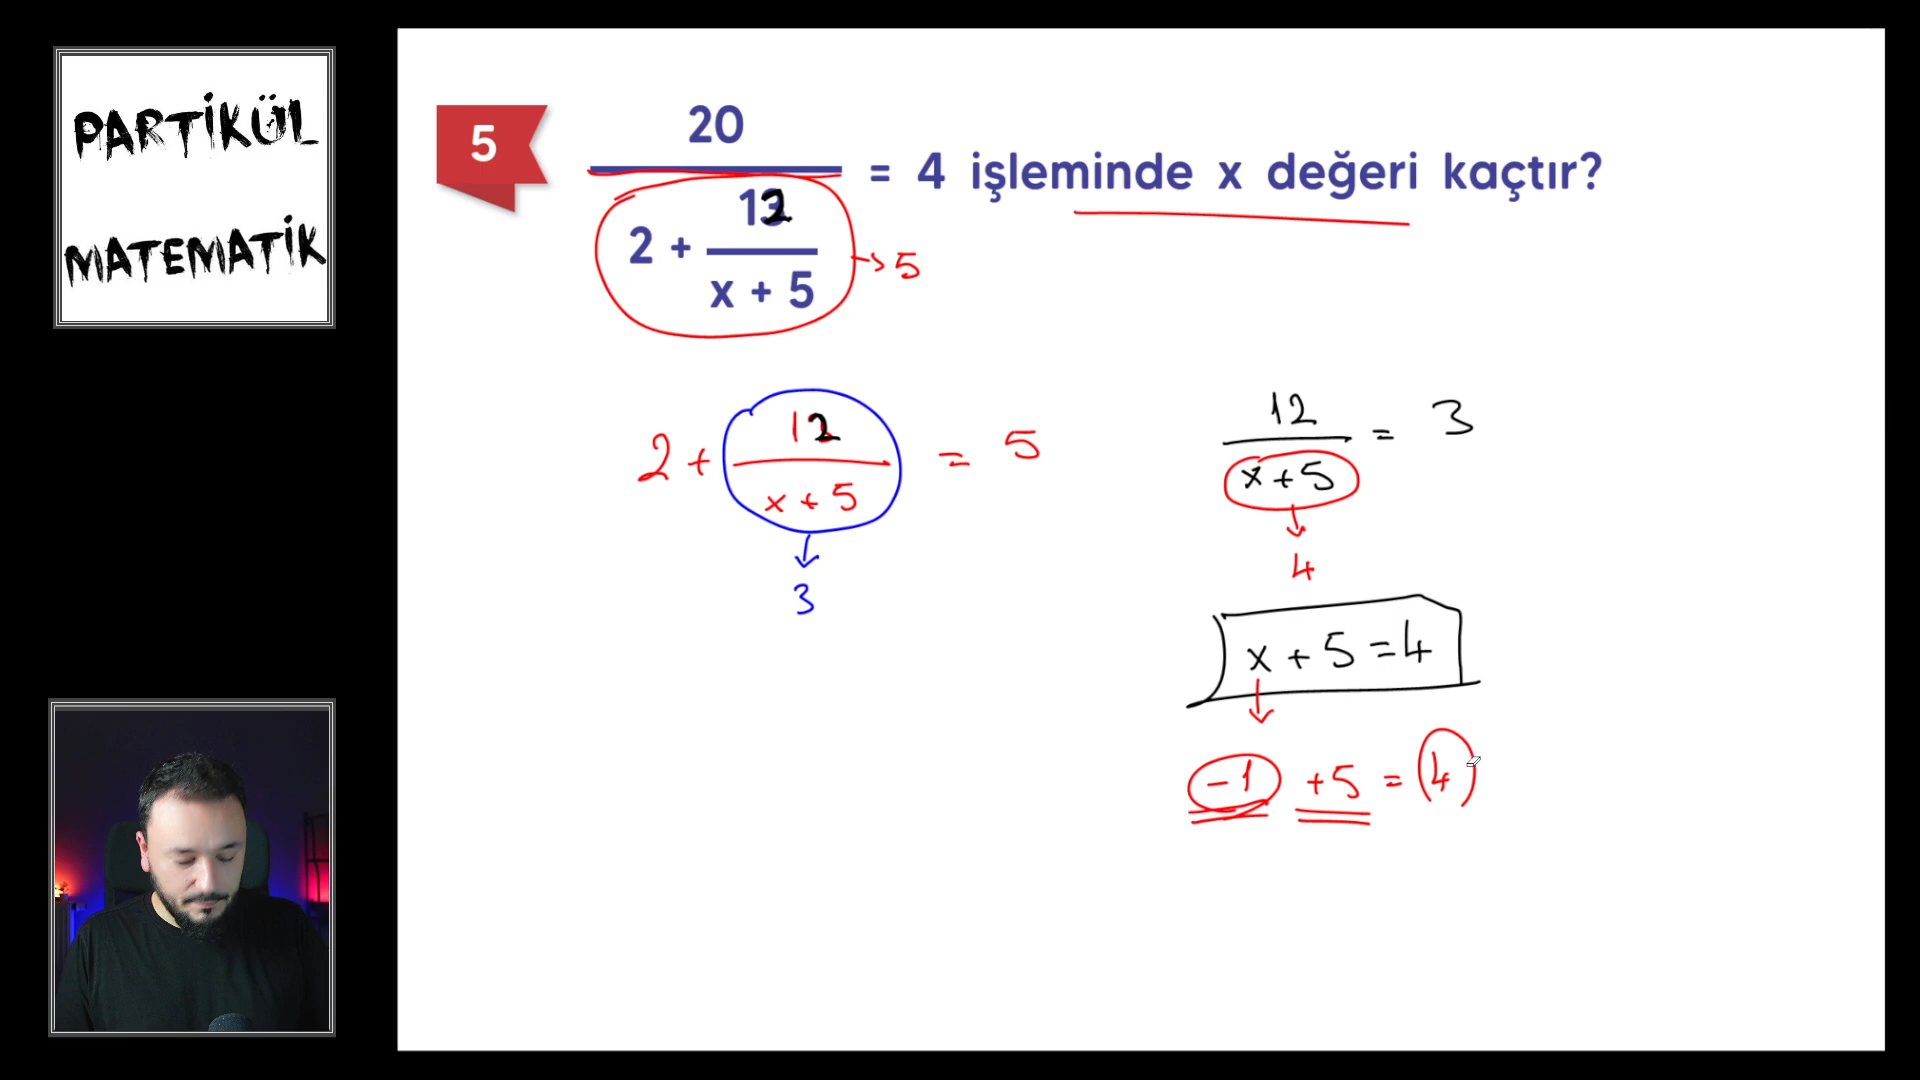 PARTİKÜL
MATEMATİK
5
20
2 + 12
x + 5
= 4 işleminde x değeri kaçtır?
→ 5
2 + 12
x + 5
= 5
↓
3
12
x + 5
= 3
↓
4
x + 5 = 4
↓
-1 + 5 = 4